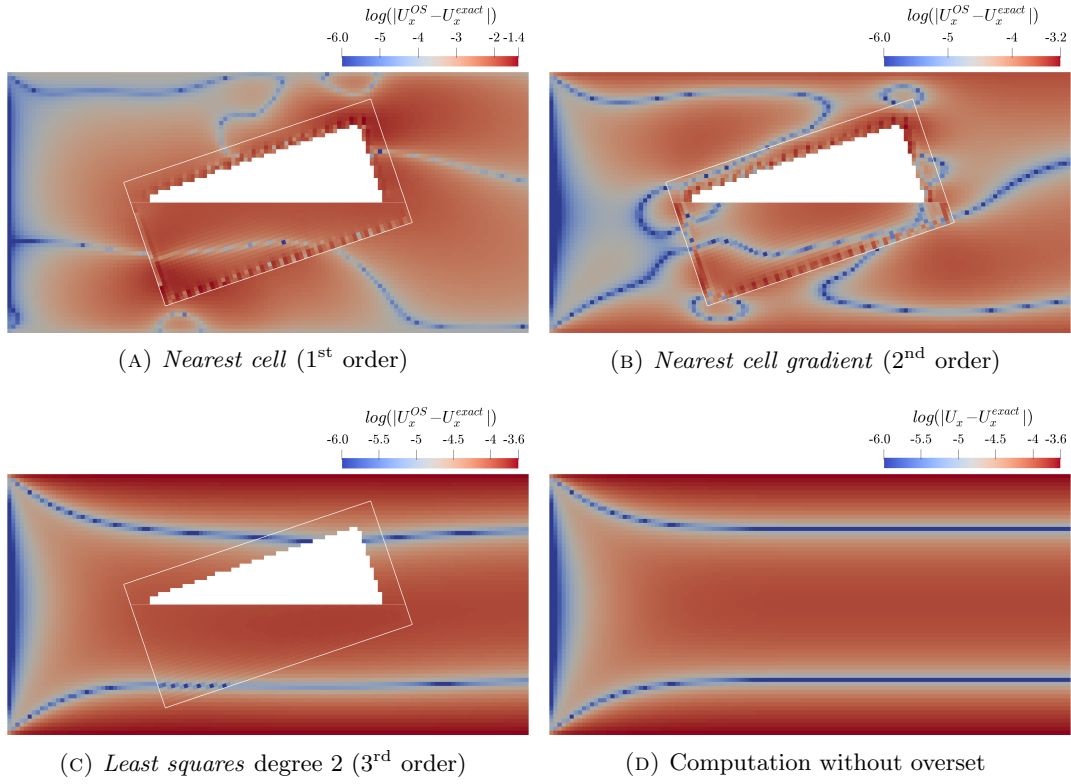 log(|U_x^{OS} − U_x^{exact}|)
-6.0 -5 -4 -3 -2 -1.4
log(|U_x^{OS} − U_x^{exact}|)
-6.0 -5 -4 -3.2
(A) Nearest cell (1st order)
(B) Nearest cell gradient (2nd order)
log(|U_x^{OS} − U_x^{exact}|)
-6.0 -5.5 -5 -4.5 -4 -3.6
log(|U_x − U_x^{exact}|)
-6.0 -5.5 -5 -4.5 -4 -3.6
(C) Least squares degree 2 (3rd order)
(D) Computation without overset